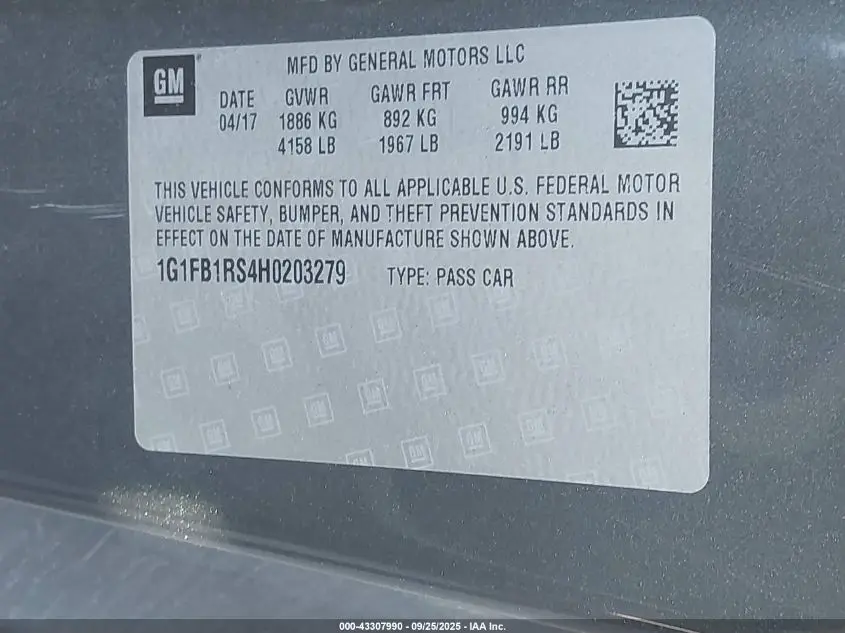 GM
MFD BY GENERAL MOTORS LLC
DATE GVWR GAWR FRT GAWR RR
04/17 1886 KG 892 KG 994 KG
4158 LB 1967 LB 2191 LB
THIS VEHICLE CONFORMS TO ALL APPLICABLE U.S. FEDERAL MOTOR
VEHICLE SAFETY, BUMPER, AND THEFT PREVENTION STANDARDS IN
EFFECT ON THE DATE OF MANUFACTURE SHOWN ABOVE.
1G1FB1RS4H0203279 TYPE: PASS CAR
000-43307990 - 09/25/2025 - IAA Inc.